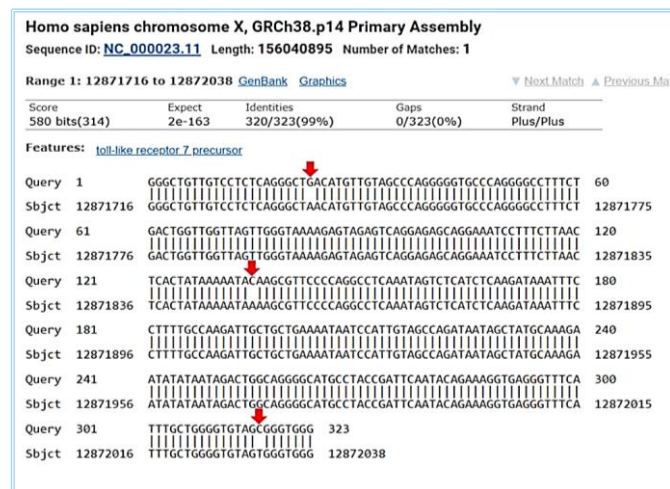 Homo sapiens chromosome X, GRCh38.p14 Primary Assembly
Sequence ID: NC_000023.11 Length: 156040895 Number of Matches: 1
Range 1: 12871716 to 12872038 GenBank Graphics ▼ Next Match ▲ Previous Ma
Score Expect Identities Gaps Strand
580 bits(314) 2e-163 320/323(99%) 0/323(0%) Plus/Plus
Features: toll-like receptor 7 precursor
Query 1 GGGCTGTTGTCCTCTCAGGGCTGACATGTTGTAGCCCAGGGGGTGCCCAGGGGCCTTTCT 60
Sbjct 12871716 GGGCTGTTGTCCTCTCAGGGCTAACATGTTGTAGCCCAGGGGGTGCCCAGGGGCCTTTCT 12871775
Query 61 GACTGGTTGGTTAGTTGGGTAAAAGAGTAGAGTCAGGAGAGCAGGAAATCCTTTCTTAAC 120
Sbjct 12871776 GACTGGTTGGTTAGTTGGGTAAAAGAGTAGAGTCAGGAGAGCAGGAAATCCTTTCTTAAC 12871835
Query 121 TCACTATAAAAATACAAGCGTTCCCCAGGCCTCAAATAGTCTCATCTCAAGATAAATTTC 180
Sbjct 12871836 TCACTATAAAAATAAAAGCGTTCCCCAGGCCTCAAATAGTCTCATCTCAAGATAAATTTC 12871895
Query 181 CTTTTGCCAAGATTGCTGCTGAAAATAATCCATTGTAGCCAGATAATAGCTATGCAAAGA 240
Sbjct 12871896 CTTTTGCCAAGATTGCTGCTGAAAATAATCCATTGTAGCCAGATAATAGCTATGCAAAGA 12871955
Query 241 ATATATAATAGACTGGCAGGGGCATGCCTACCGATTCAATACAGAAAGGTGAGGGTTTCA 300
Sbjct 12871956 ATATATAATAGACTGGCAGGGGCATGCCTACCGATTCAATACAGAAAGGTGAGGGTTTCA 12872015
Query 301 TTTGCTGGGGTGTAGCGGGTGGG 323
Sbjct 12872016 TTTGCTGGGGTGTAGTGGGTGGG 12872038